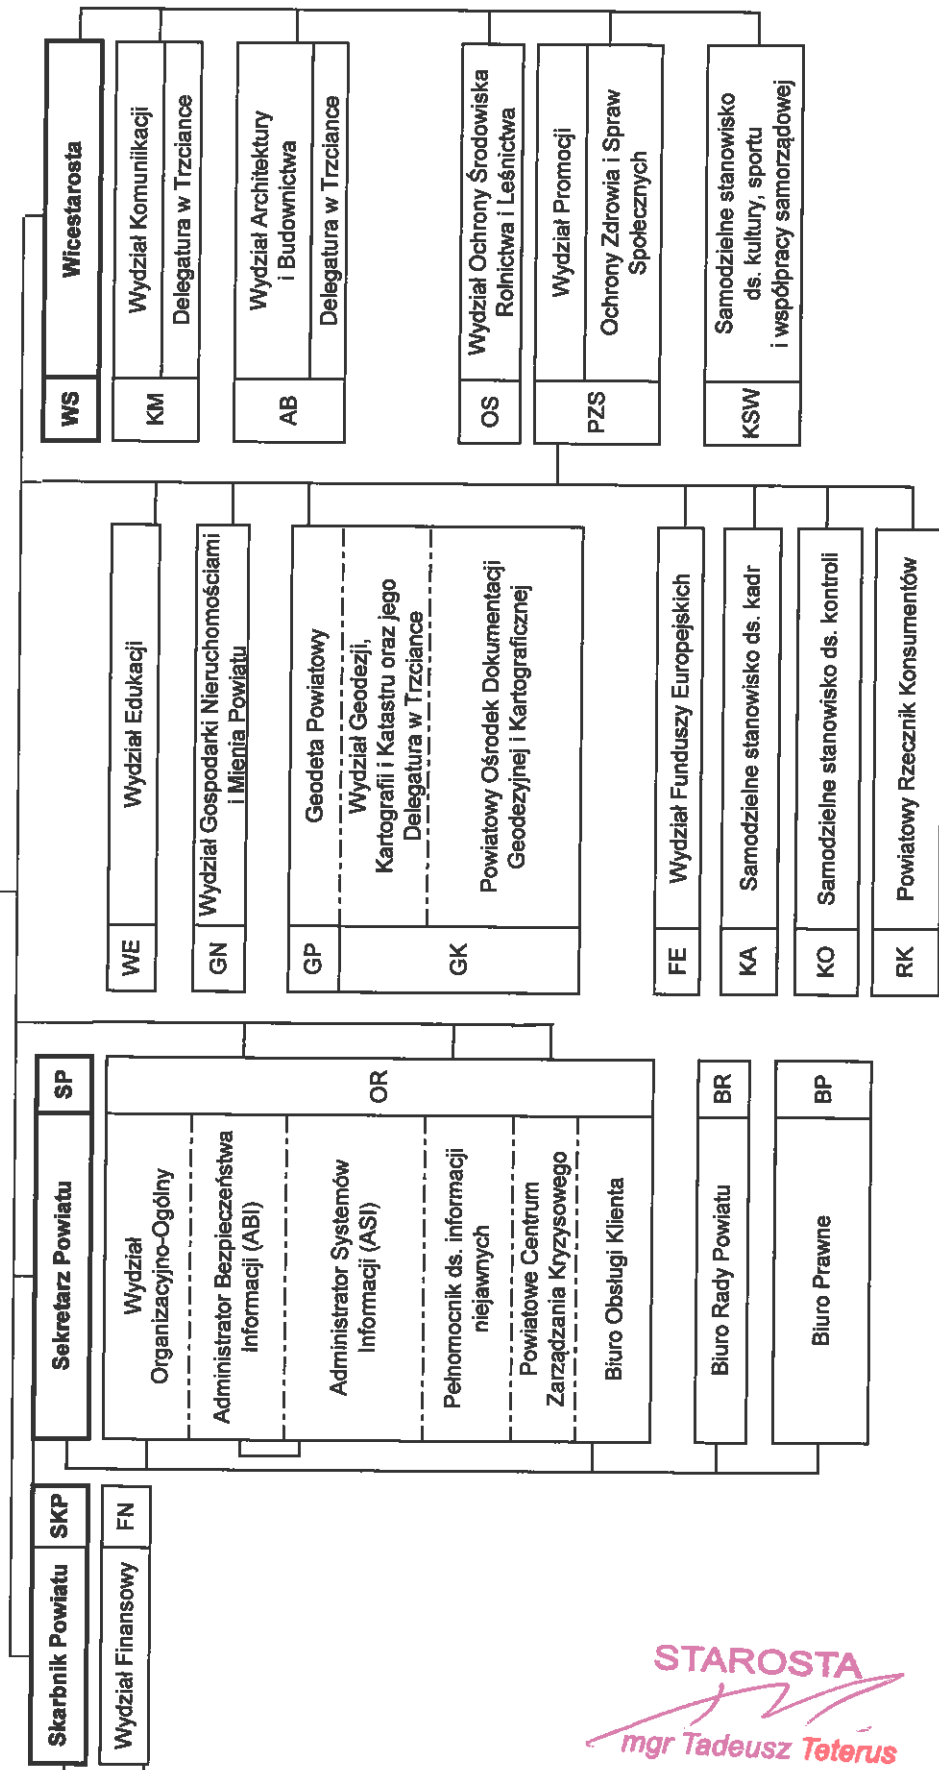 Skarbnik Powiatu
SKP
Wydział Finansowy
FN
Sekretarz Powiatu
SP
Wydział
Organizacyjno-Ogólny
Administrator Bezpieczeństwa
Informacji (ABI)
Administrator Systemów
Informacji (ASI)
Pełnomocnik ds. informacji
niejawnych
Powiatowe Centrum
Zarządzania Kryzysowego
Biuro Obsługi Klienta
OR
Biuro Rady Powiatu
BR
Biuro Prawne
BP
WE
Wydział Edukacji
GN
Wydział Gospodarki Nieruchomościami
i Mienia Powiatu
GP
Geodeta Powiatowy
GK
Wydział Geodezji,
Kartografii i Katastru oraz jego
Delegatura w Trzciance
Powiatowy Ośrodek Dokumentacji
Geodezyjnej i Kartograficznej
FE
Wydział Funduszy Europejskich
KA
Samodzielne stanowisko ds. kadr
KO
Samodzielne stanowisko ds. kontroli
RK
Powiatowy Rzecznik Konsumentów
WS
Wicestarosta
KM
Wydział Komunikacji
Delegatura w Trzciance
AB
Wydział Architektury
i Budownictwa
Delegatura w Trzciance
OS
Wydział Ochrony Środowiska
Rolnictwa i Leśnictwa
PZS
Wydział Promocji
Ochrony Zdrowia i Spraw
Społecznych
KSW
Samodzielne stanowisko
ds. kultury, sportu
i współpracy samorządowej
STAROSTA
mgr Tadeusz Teterus